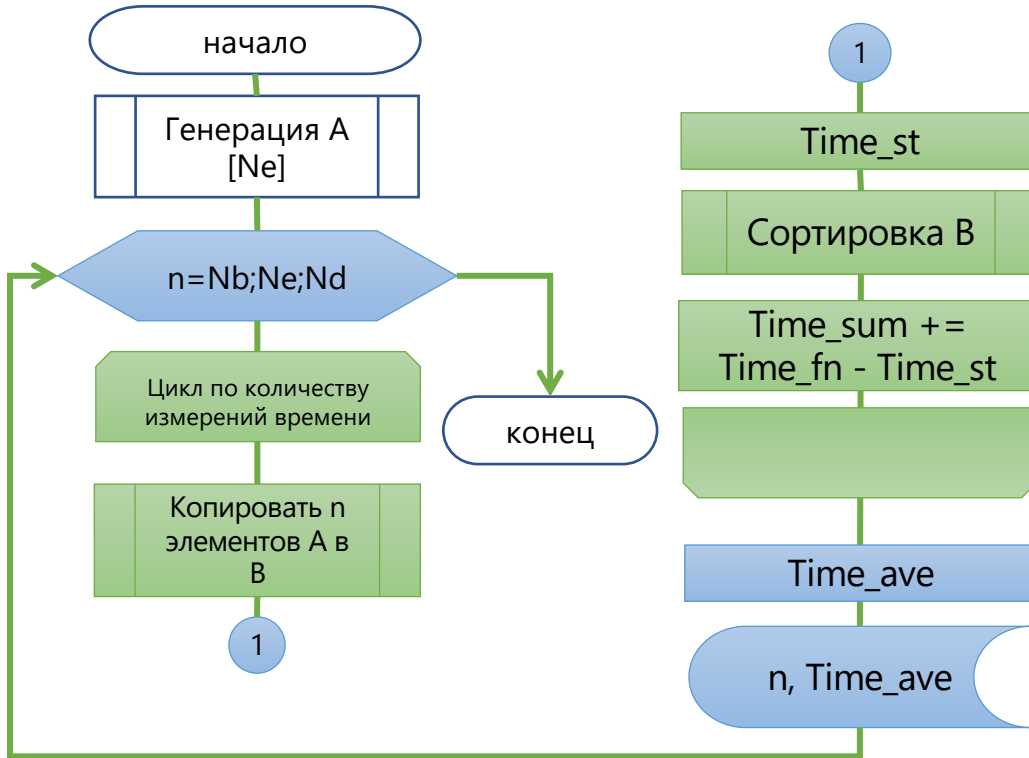 начало
Генерация А
[Ne]
n=Nb;Ne;Nd
Цикл по количеству
измерений времени
Копировать n
элементов А в
В
1
конец
1
Time_st
Сортировка В
Time_sum +=
Time_fn - Time_st
Time_ave
n, Time_ave